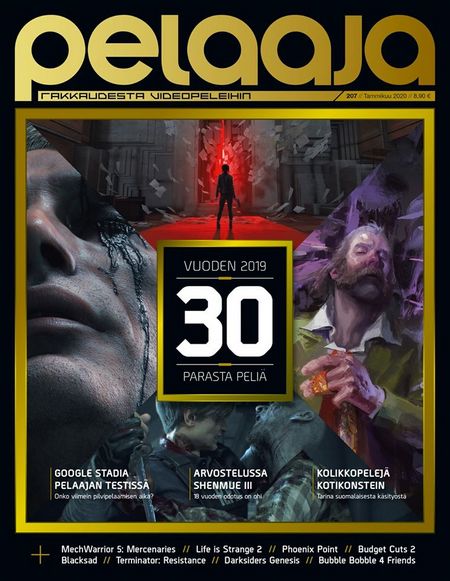 pelaaja
RAKKAUDESTA VIDEOPELEIHIN
207 // Tammikuu 2020 // 8,90 €
VUODEN 2019
30
PARASTA PELIÄ
GOOGLE STADIA
PELAAJAN TESTISSÄ
Onko viimein pilvipelaamisen aika?
ARVOSTELUSSA
SHENMUE III
18 vuoden odotus on ohi
KOLIKKOPELEJÄ
KOTIKONSTEIN
Tarina suomalaisesta käsityöstä
+ MechWarrior 5: Mercenaries // Life is Strange 2 // Phoenix Point // Budget Cuts 2
Blacksad // Terminator: Resistance // Darksiders Genesis // Bubble Bobble 4 Friends